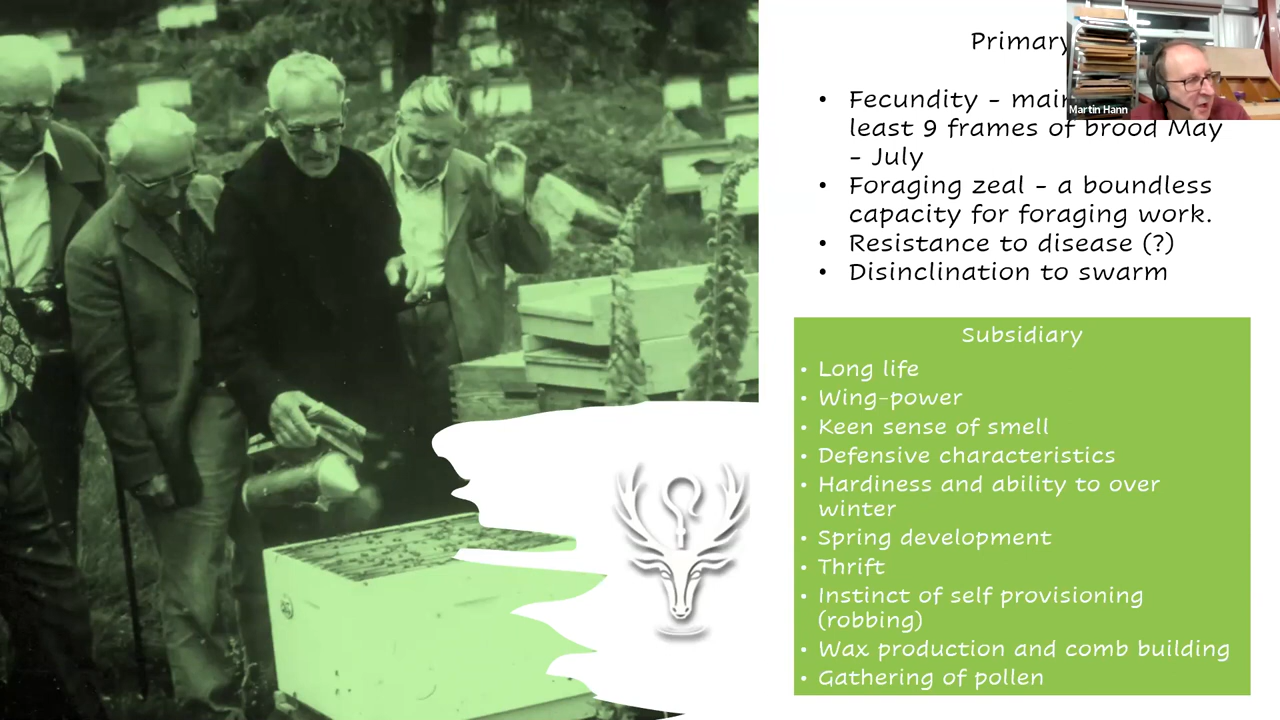 Primary
Martin Hann
• Fecundity - main
least 9 frames of brood May
- July
• Foraging zeal - a boundless
capacity for foraging work.
• Resistance to disease (?)
• Disinclination to swarm
Subsidiary
• Long life
• Wing-power
• Keen sense of smell
• Defensive characteristics
• Hardiness and ability to over
winter
• Spring development
• Thrift
• Instinct of self provisioning
(robbing)
• Wax production and comb building
• Gathering of pollen